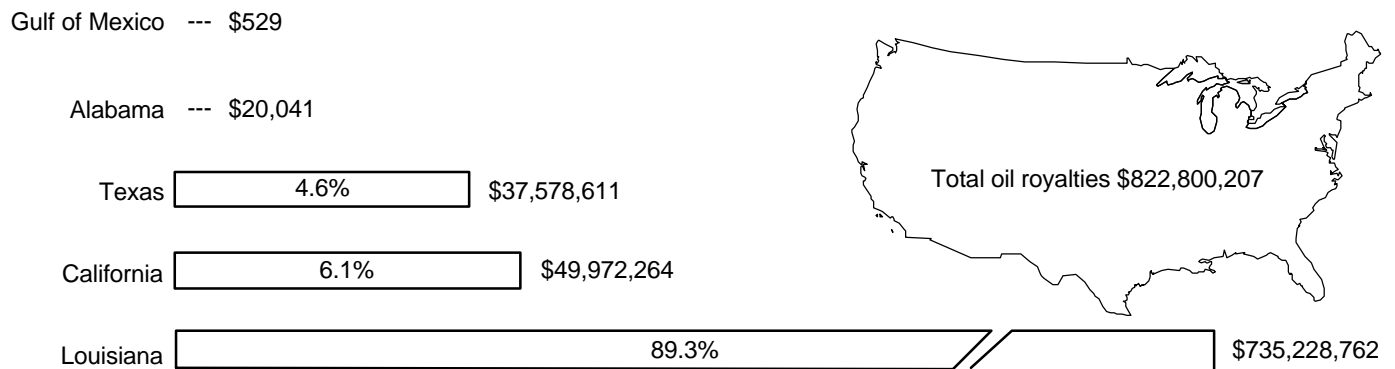 Gulf of Mexico --- $529
Alabama --- $20,041
Texas 4.6% $37,578,611
Total oil royalties $822,800,207
California 6.1% $49,972,264
Louisiana 89.3% $735,228,762